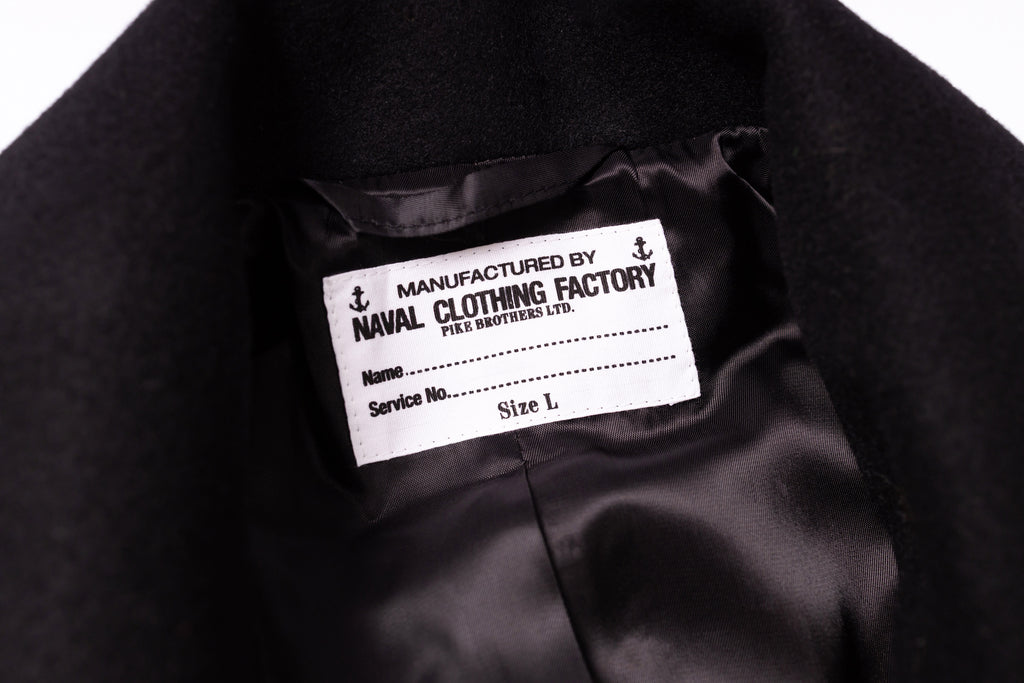 MANUFACTURED BY
NAVAL CLOTHING FACTORY
PIKE BROTHERS LTD.
Name........................................
Service No........................................
Size L